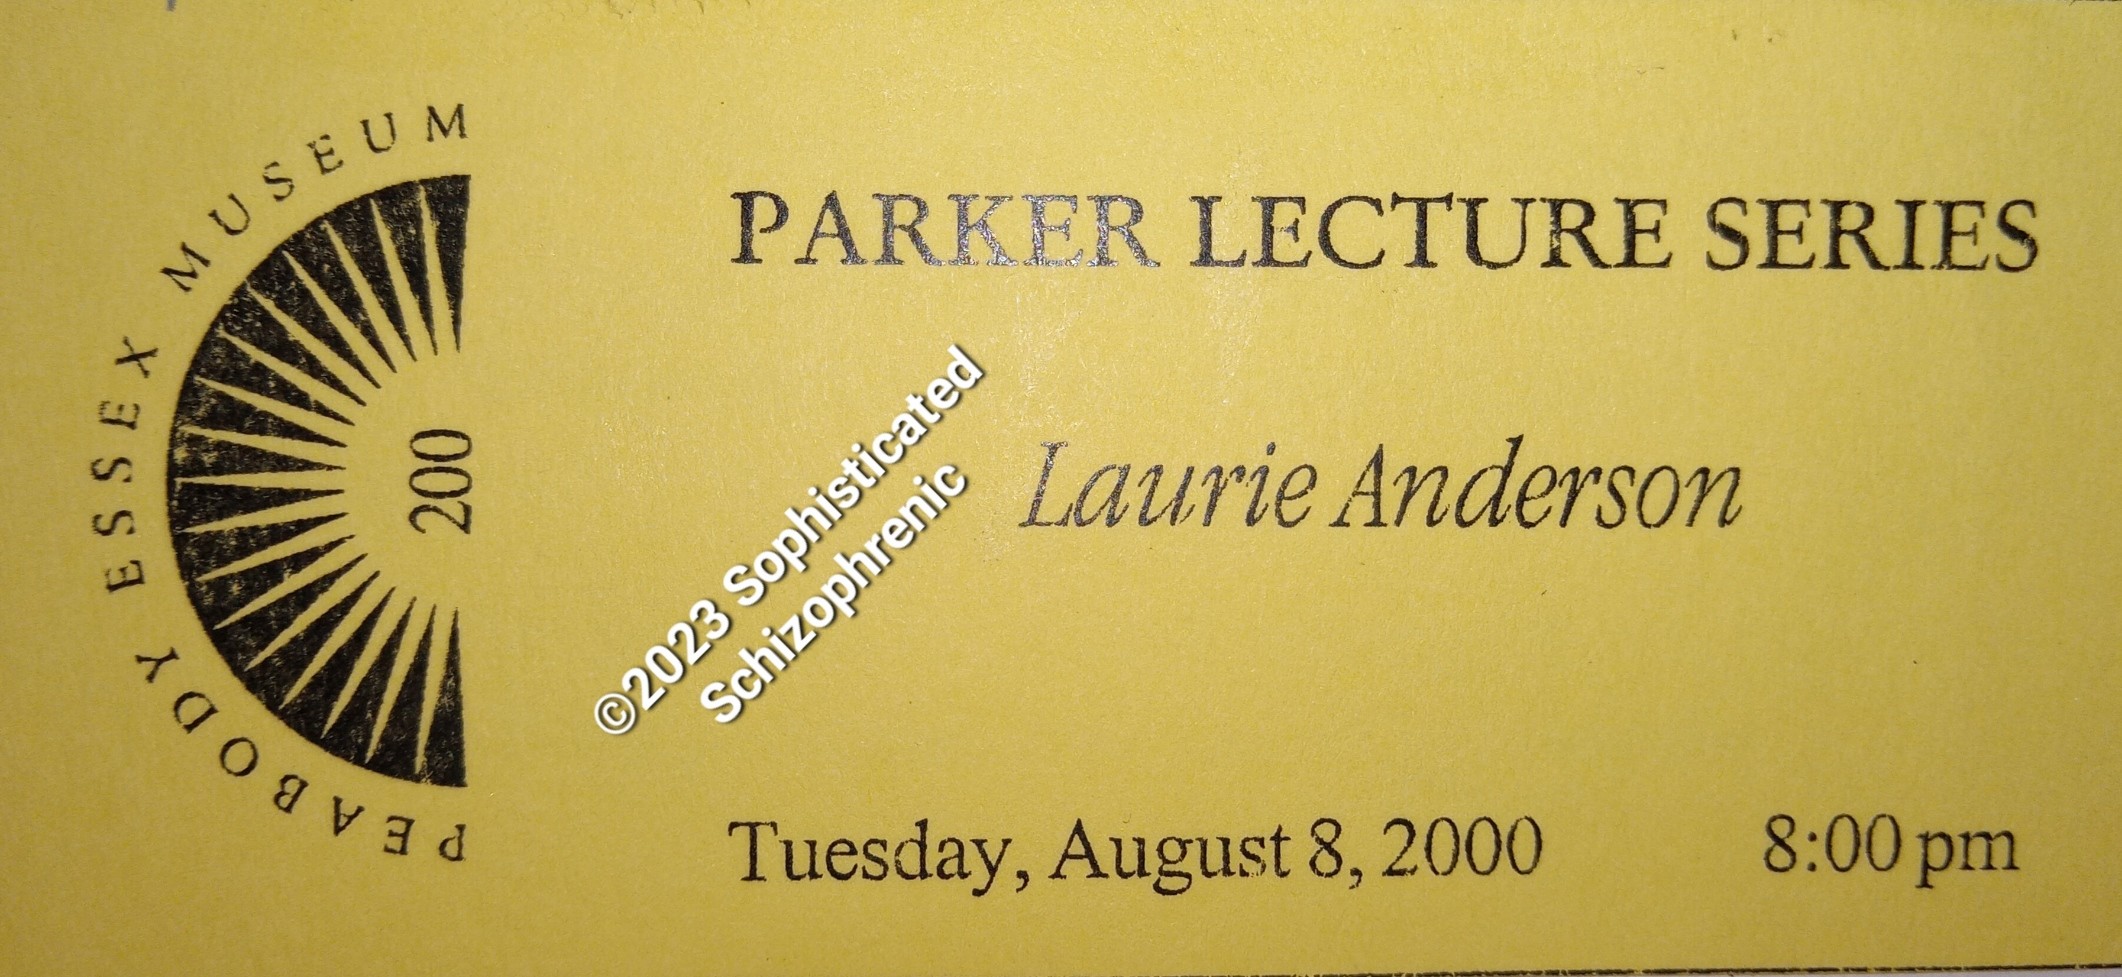 PEABODY ESSEX MUSEUM
200
PARKER LECTURE SERIES
Laurie Anderson
Tuesday, August 8, 2000 8:00 pm
©2023 Sophisticated
Schizophrenic